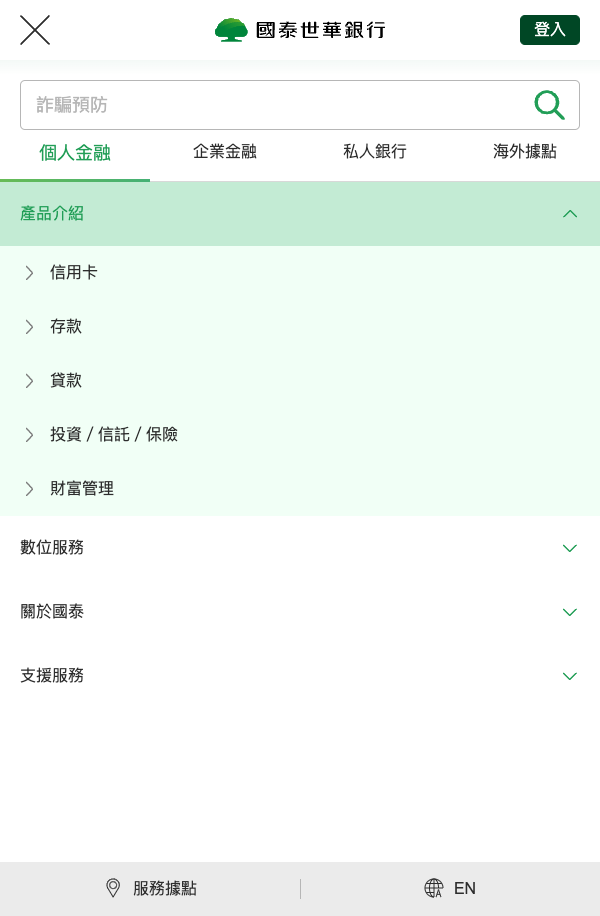 國泰世華銀行
登入
詐騙預防
個人金融
企業金融
私人銀行
海外據點
產品介紹
信用卡
存款
貸款
投資 / 信託 / 保險
財富管理
數位服務
關於國泰
支援服務
服務據點
EN